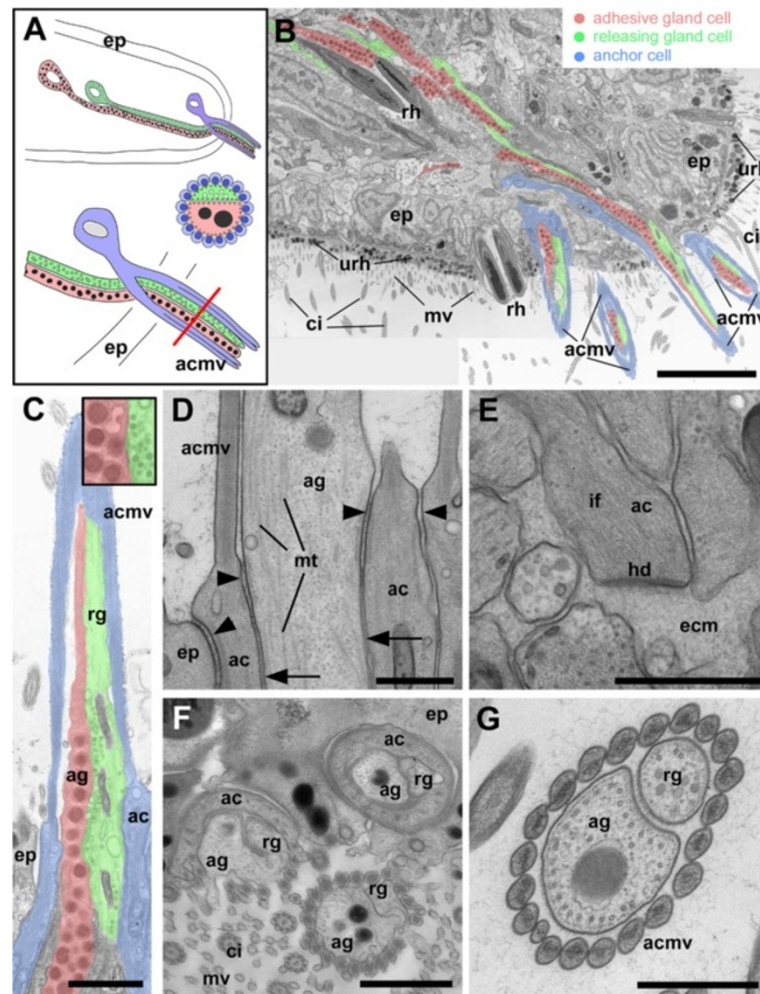 A
ep
ep
acmv
B
adhesive gland cell
releasing gland cell
anchor cell
rh
ep
urh
ep
ci
urh
ci
mv
rh
acmv
acmv
C
acmv
rg
ag
ac
ep
D
acmv
ag
mt
ac
ep
ac
E
if
ac
hd
ecm
F
ep
ac
rg
ag
ac
rg
ag
rg
ag
ci
mv
G
rg
ag
acmv